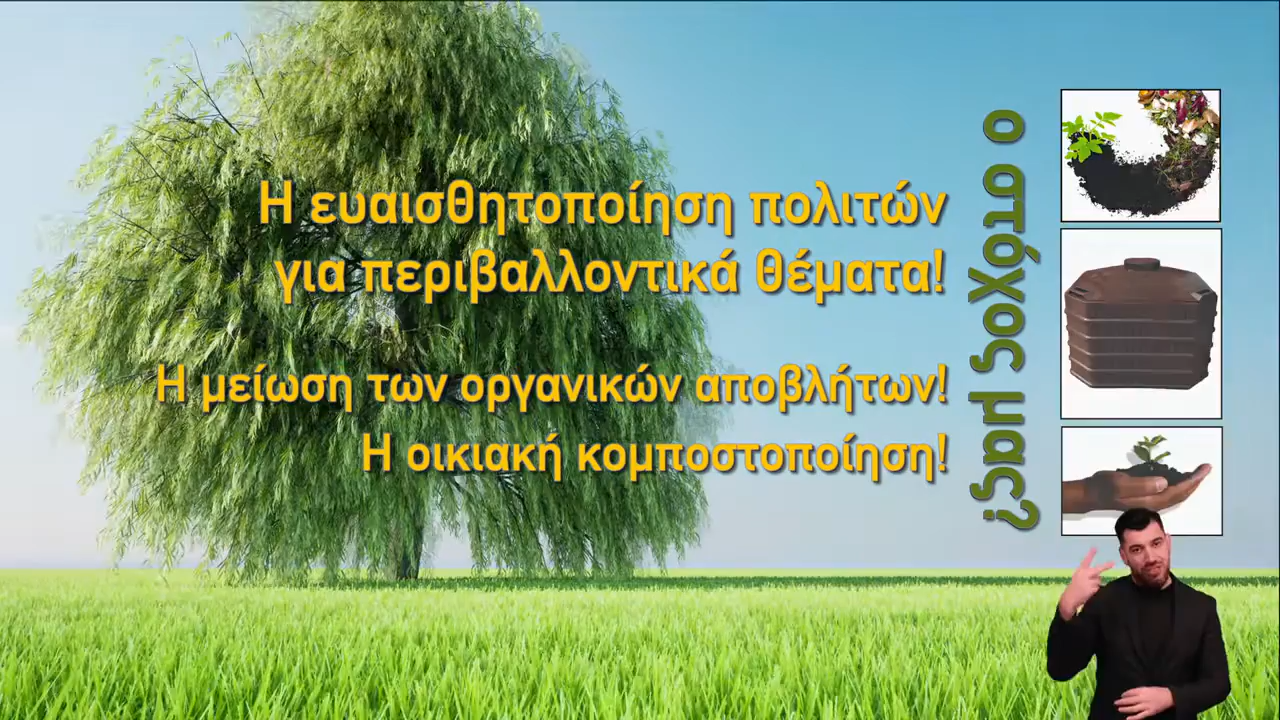 ο στόχος μας?
Η ευαισθητοποίηση πολιτών
για περιβαλλοντικά θέματα!
Η μείωση των οργανικών αποβλήτων!
Η οικιακή κομποστοποίηση!